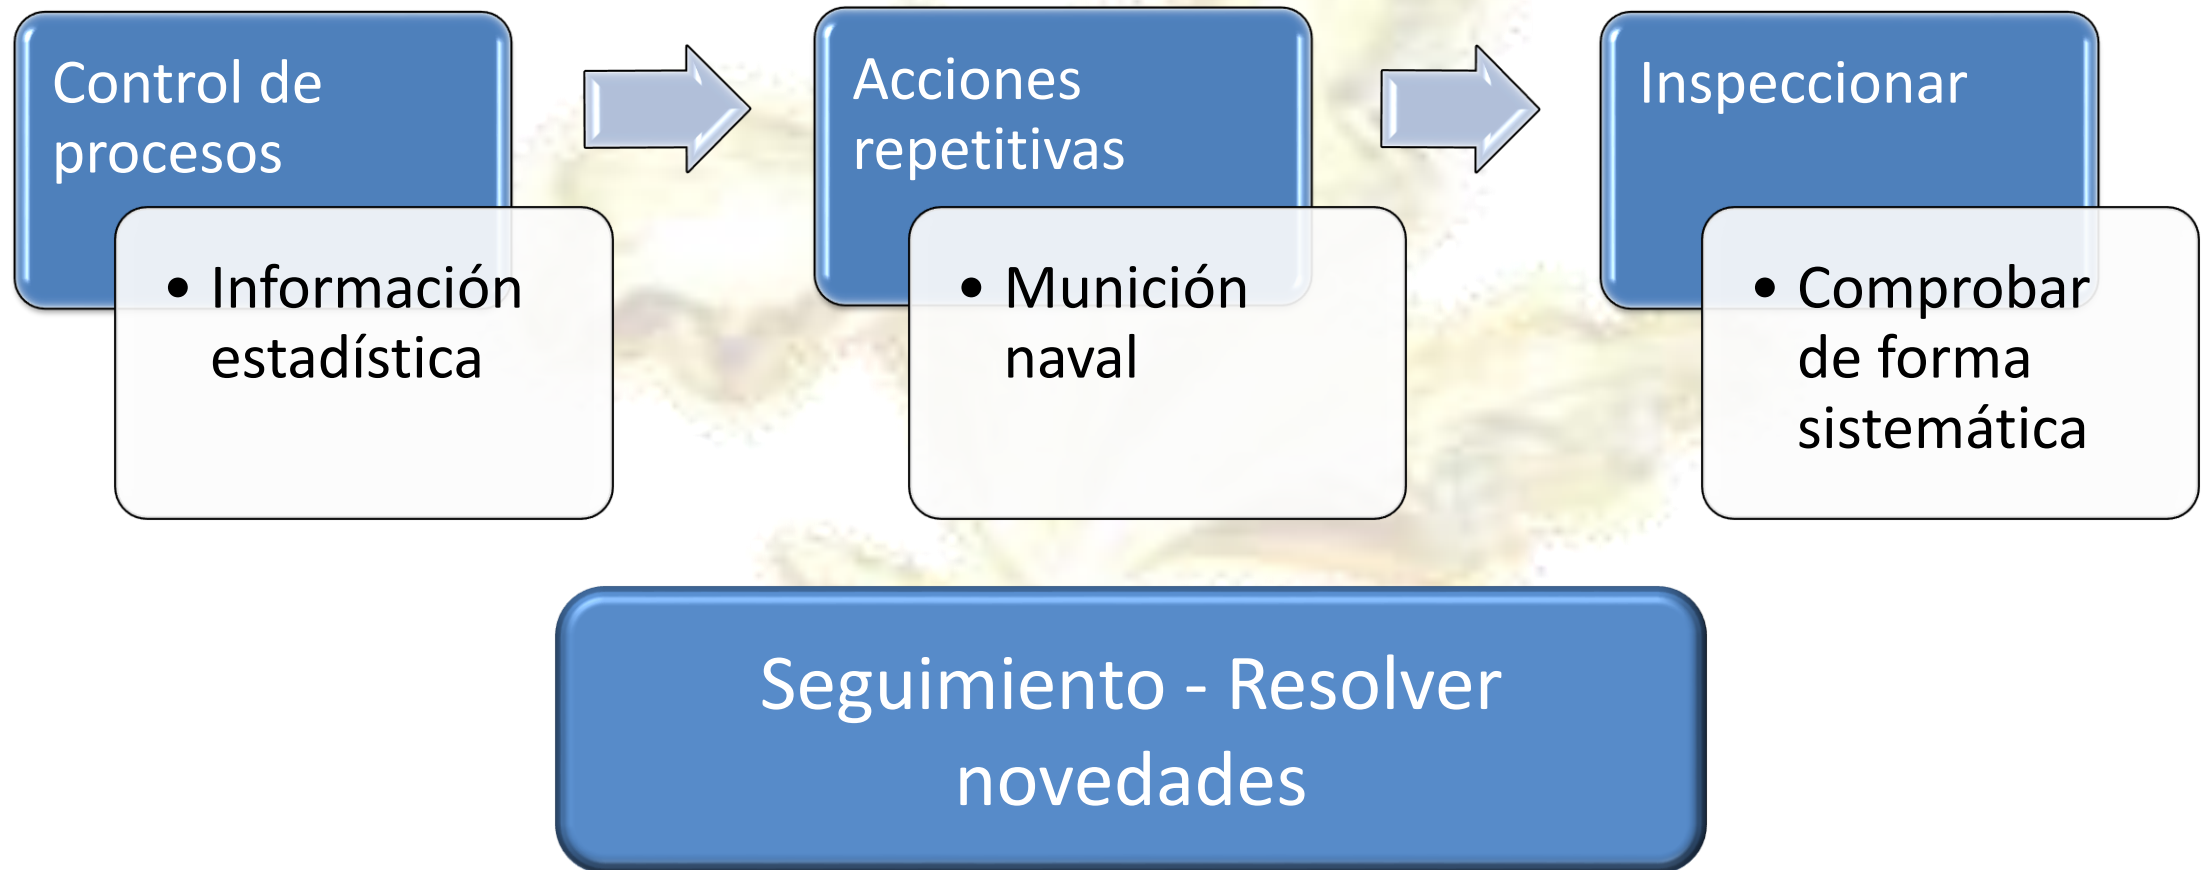 Control de
procesos
• Información
estadística
Acciones
repetitivas
• Munición
naval
Inspeccionar
• Comprobar
de forma
sistemática
Seguimiento - Resolver
novedades